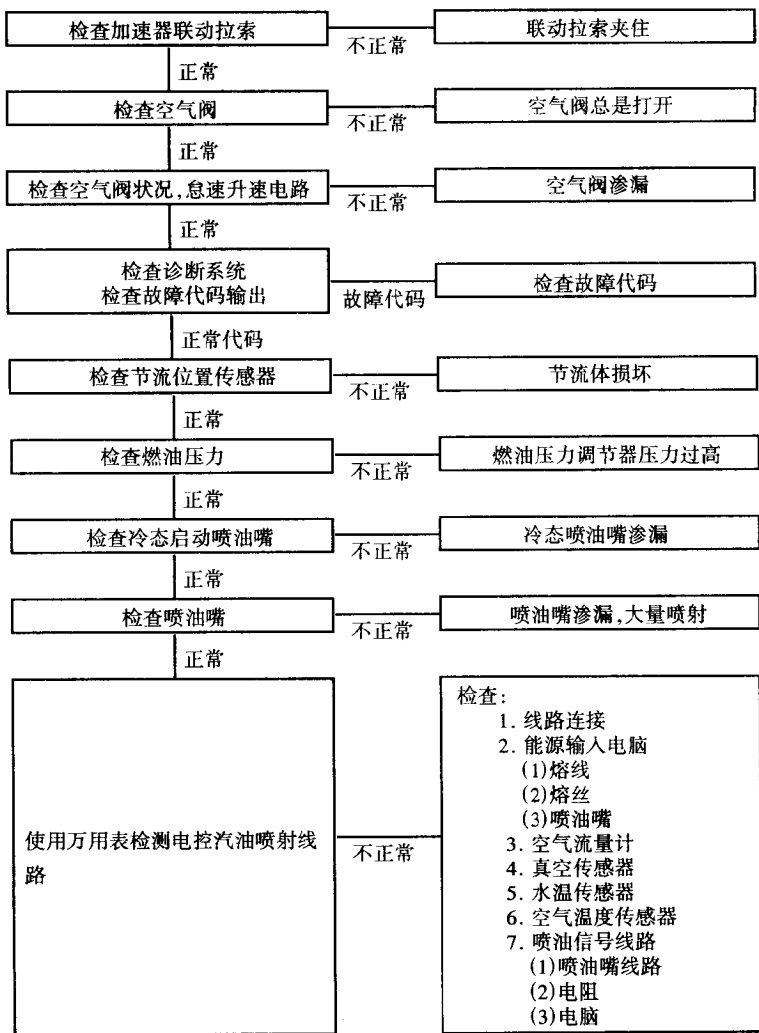 检查加速器联动拉索
不正常
联动拉索夹住
正常
检查空气阀
不正常
空气阀总是打开
正常
检查空气阀状况,怠速升速电路
不正常
空气阀渗漏
正常
检查诊断系统
检查故障代码输出
故障代码
检查故障代码
正常代码
检查节流位置传感器
不正常
节流体损坏
正常
检查燃油压力
不正常
燃油压力调节器压力过高
正常
检查冷态启动喷油嘴
不正常
冷态喷油嘴渗漏
正常
检查喷油嘴
不正常
喷油嘴渗漏,大量喷射
正常
使用万用表检测电控汽油喷射线
路
不正常
检查:
1. 线路连接
2. 能源输入电脑
(1)熔线
(2)熔丝
(3)喷油嘴
3. 空气流量计
4. 真空传感器
5. 水温传感器
6. 空气温度传感器
7. 喷油信号线路
(1)喷油嘴线路
(2)电阻
(3)电脑